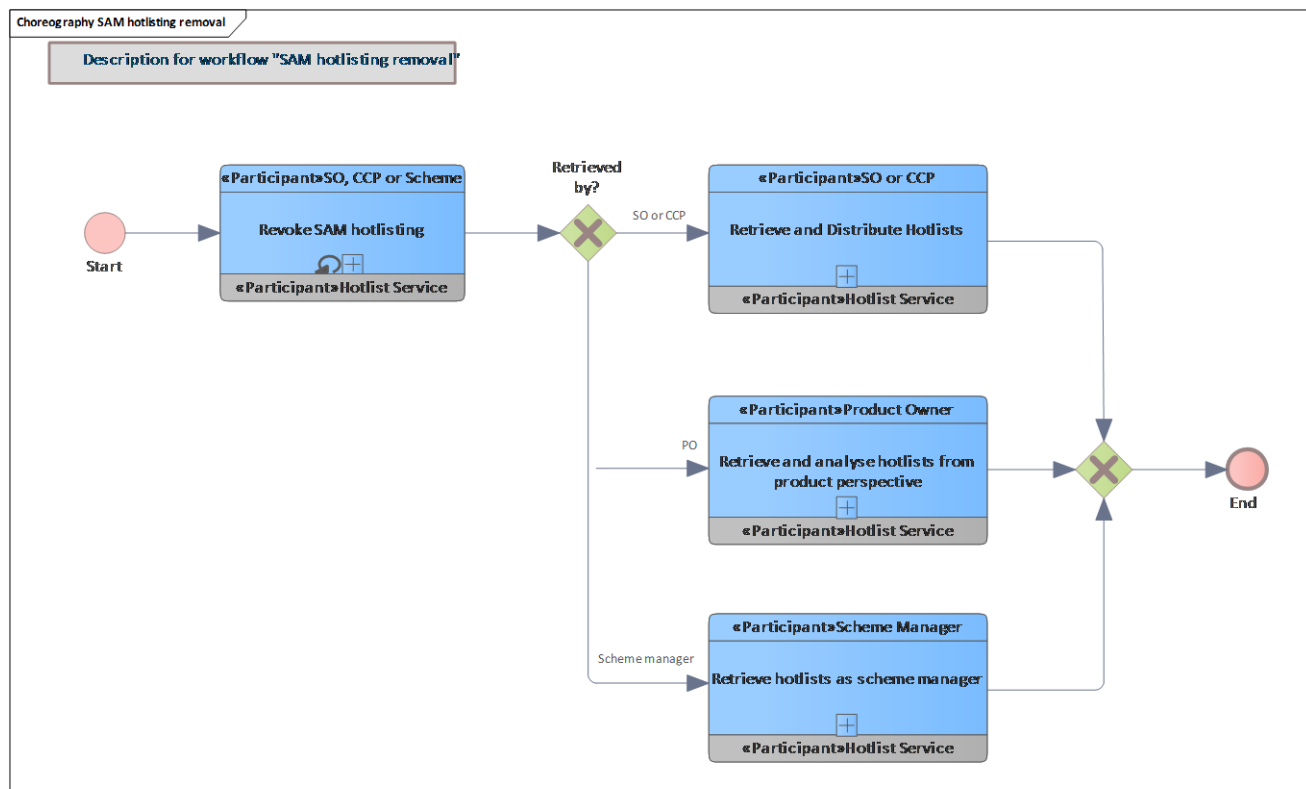 Choreography SAM hotlisting removal
Description for workflow "SAM hotlisting removal"
Start
«Participant»SO, CCP or Scheme
Revoke SAM hotlisting
«Participant»Hotlist Service
Retrieved
by?
SO or CCP
«Participant»SO or CCP
Retrieve and Distribute Hotlists
«Participant»Hotlist Service
PO
«Participant»Product Owner
Retrieve and analyse hotlists from
product perspective
«Participant»Hotlist Service
Scheme manager
«Participant»Scheme Manager
Retrieve hotlists as scheme manager
«Participant»Hotlist Service
End